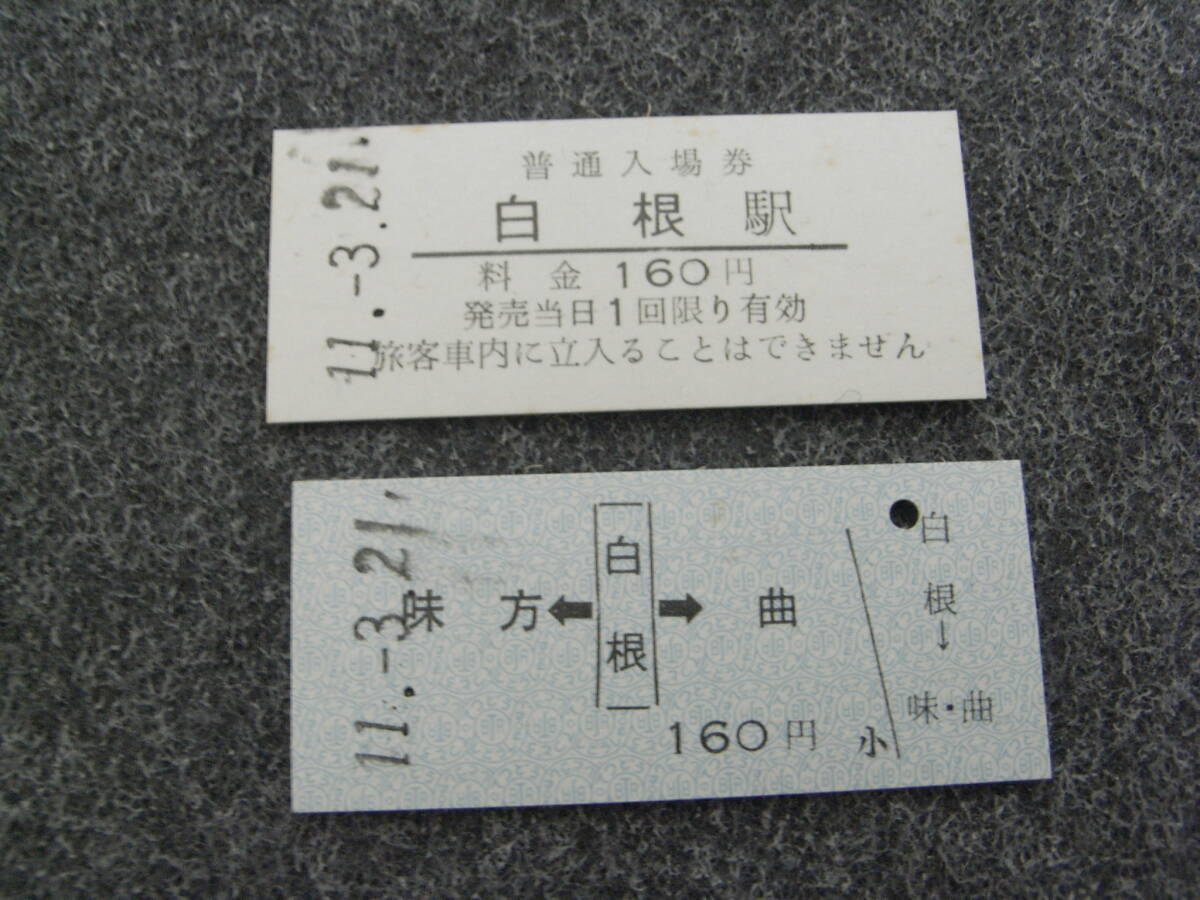 11.-3.21.
普通入場券
白根駅
料金160円
発売当日1回限り有効
旅客車内に立入ることはできません
11.-3.21.
味方⬅白根➡曲
160円
小
白根→味・曲